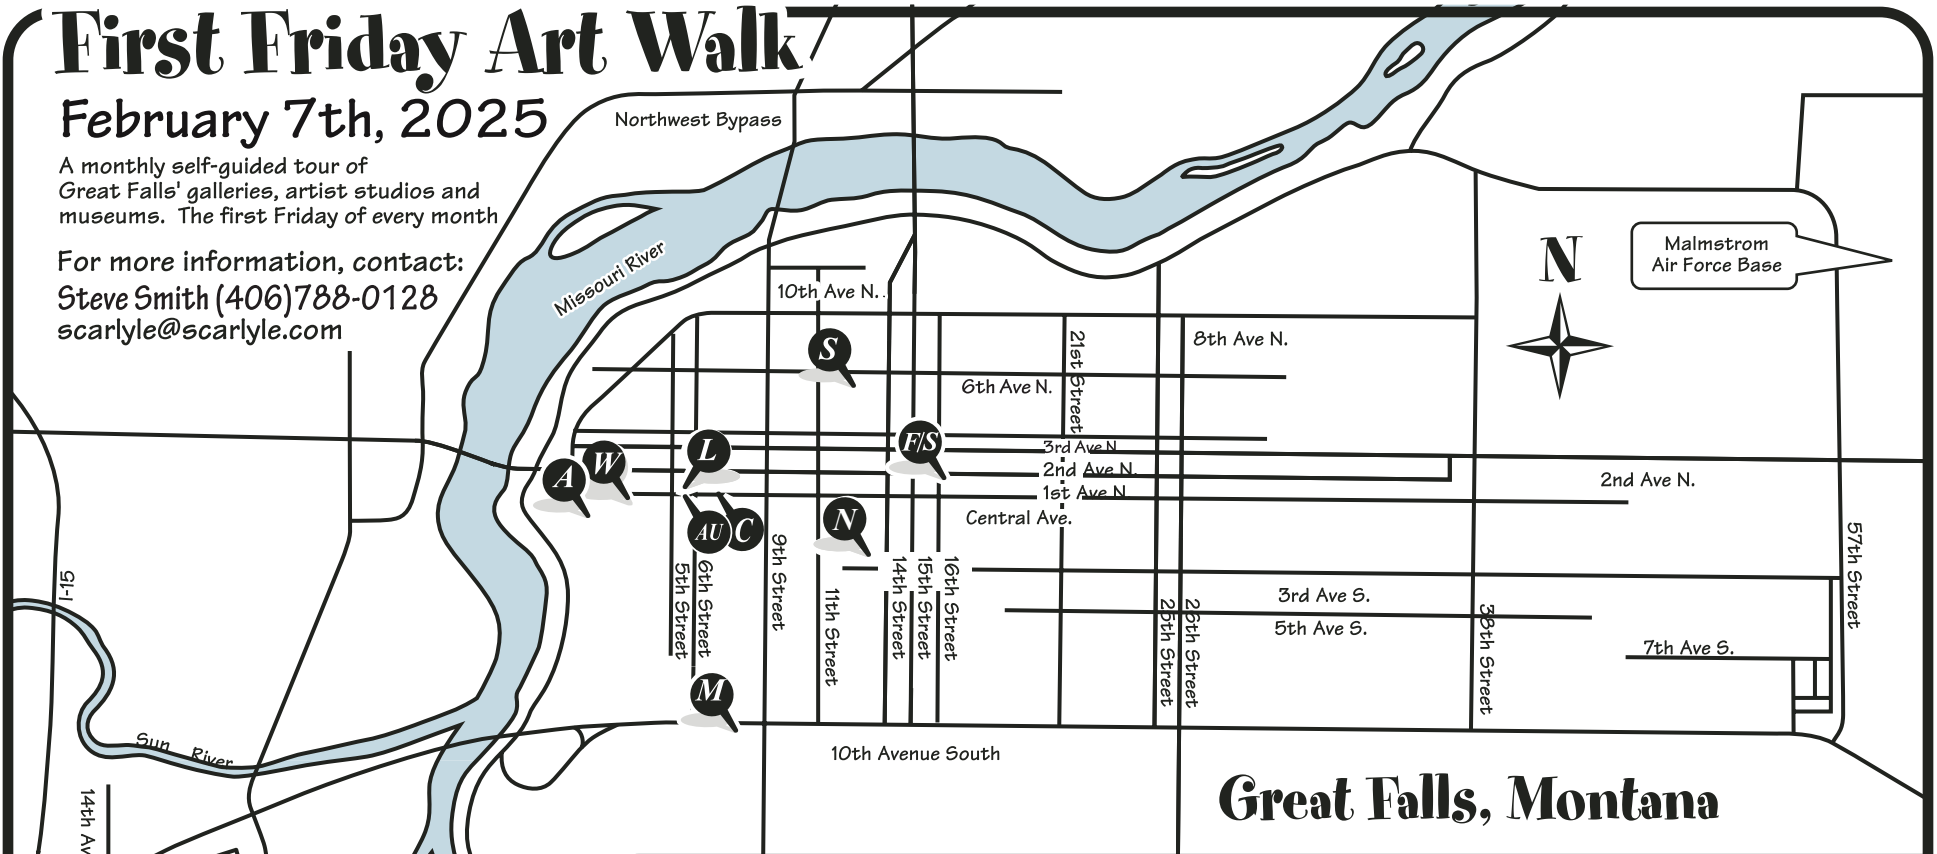 First Friday Art Walk
February 7th, 2025
A monthly self-guided tour of
Great Falls' galleries, artist studios and
museums. The first Friday of every month
For more information, contact:
Steve Smith (406)788-0128
scarlyle@scarlyle.com
Northwest Bypass
Missouri River
10th Ave N.
N
Malmstrom
Air Force Base
8th Ave N.
21st Street
6th Ave N.
S
3rd Ave N.
2nd Ave N.
1st Ave N.
Central Ave.
2nd Ave N.
A
W
L
F/S
AU
C
N
M
I-15
5th Street
6th Street
9th Street
11th Street
14th Street
15th Street
16th Street
25th Street
26th Street
38th Street
57th Street
3rd Ave S.
5th Ave S.
7th Ave S.
Sun River
10th Avenue South
14th Av
Great Falls, Montana